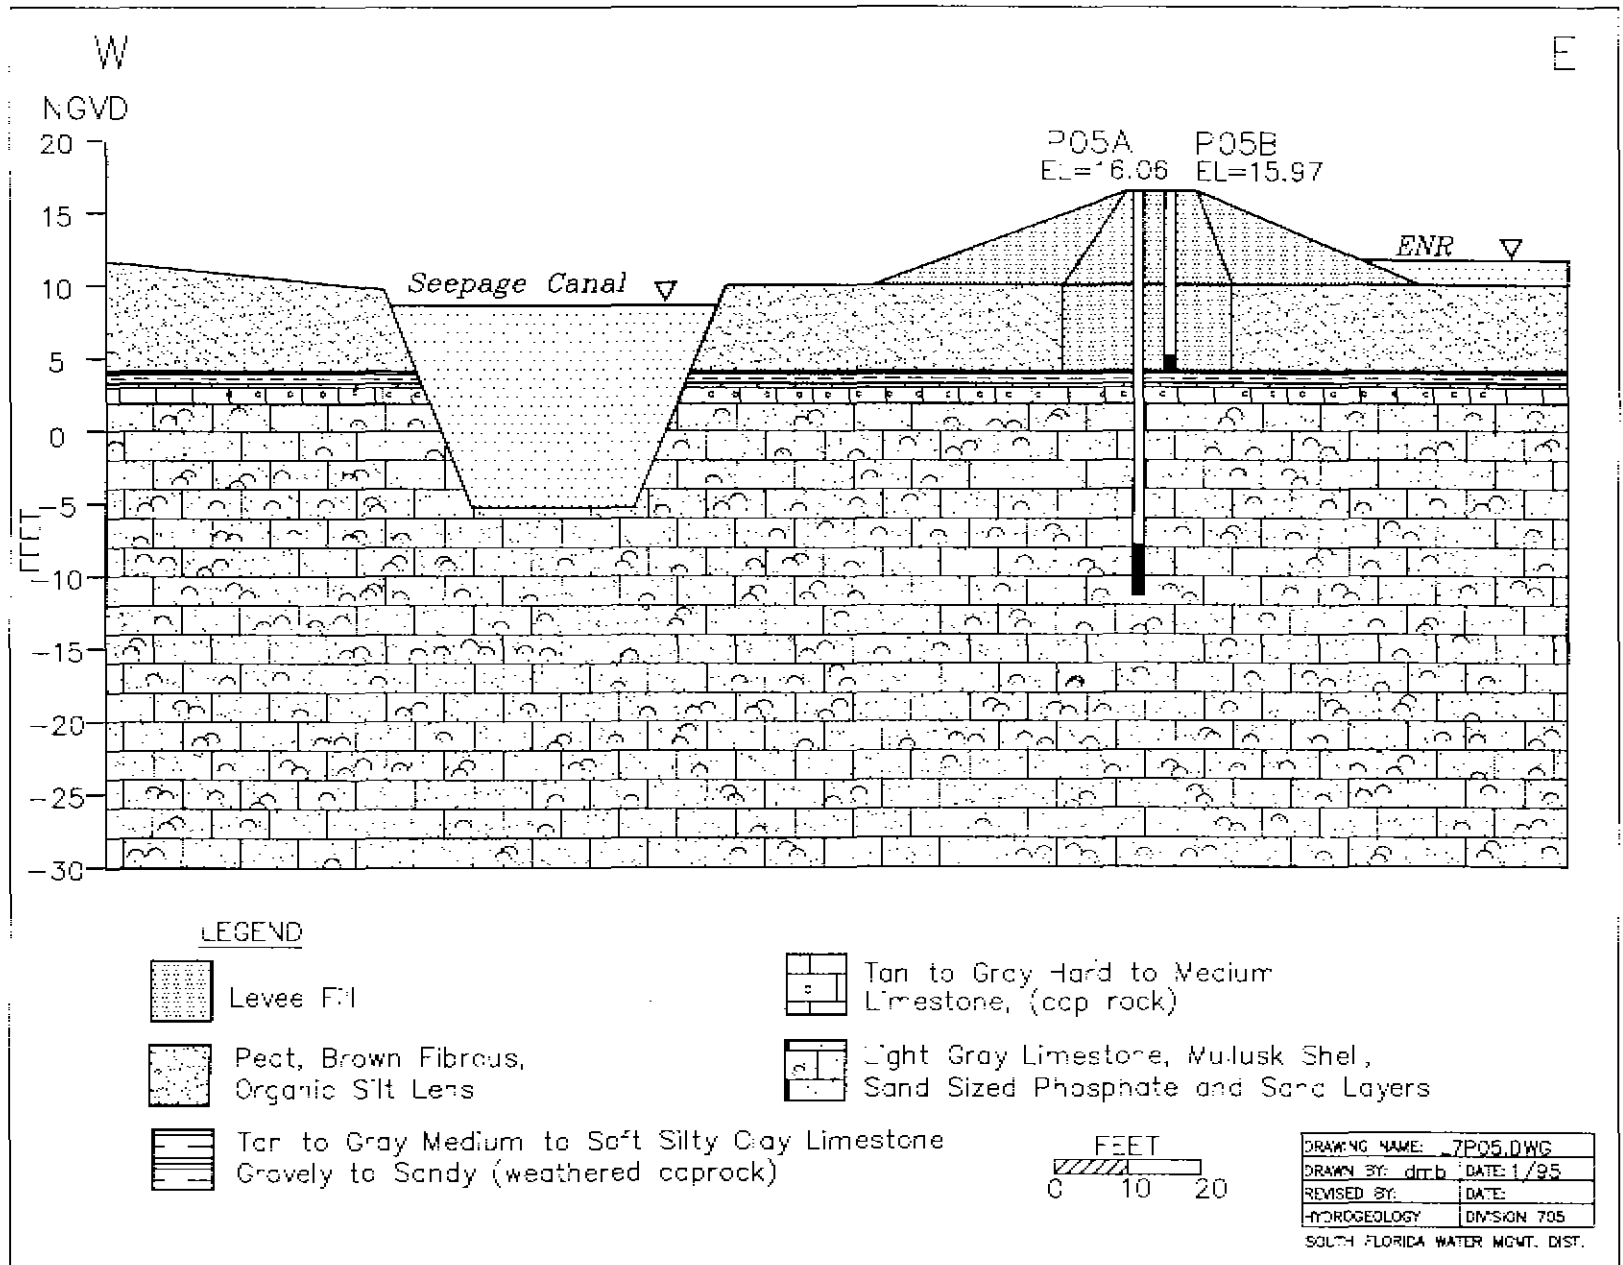 W
E
NGVD
20
15
10
5
0
-5
-10
-15
-20
-25
-30
FEET
P05A
EL=16.06
P05B
EL=15.97
ENR
Seepage Canal
LEGEND
Levee Fill
Peat, Brown Fibrous,
Organic Silt Lens
Tan to Gray Medium to Soft Silty Clay Limestone
Gravely to Sandy (weathered caprock)
Tan to Gray Hard to Medium
Limestone, (cap rock)
Light Gray Limestone, Mullusk Shell,
Sand Sized Phosphate and Sand Layers
FEET
0 10 20
DRAWING NAME: L7P05.DWG
DRAWN BY: dmb DATE: 1/95
REVISED BY: DATE:
HYDROGEOLOGY DIVISION 705
SOUTH FLORIDA WATER MGMT. DIST.